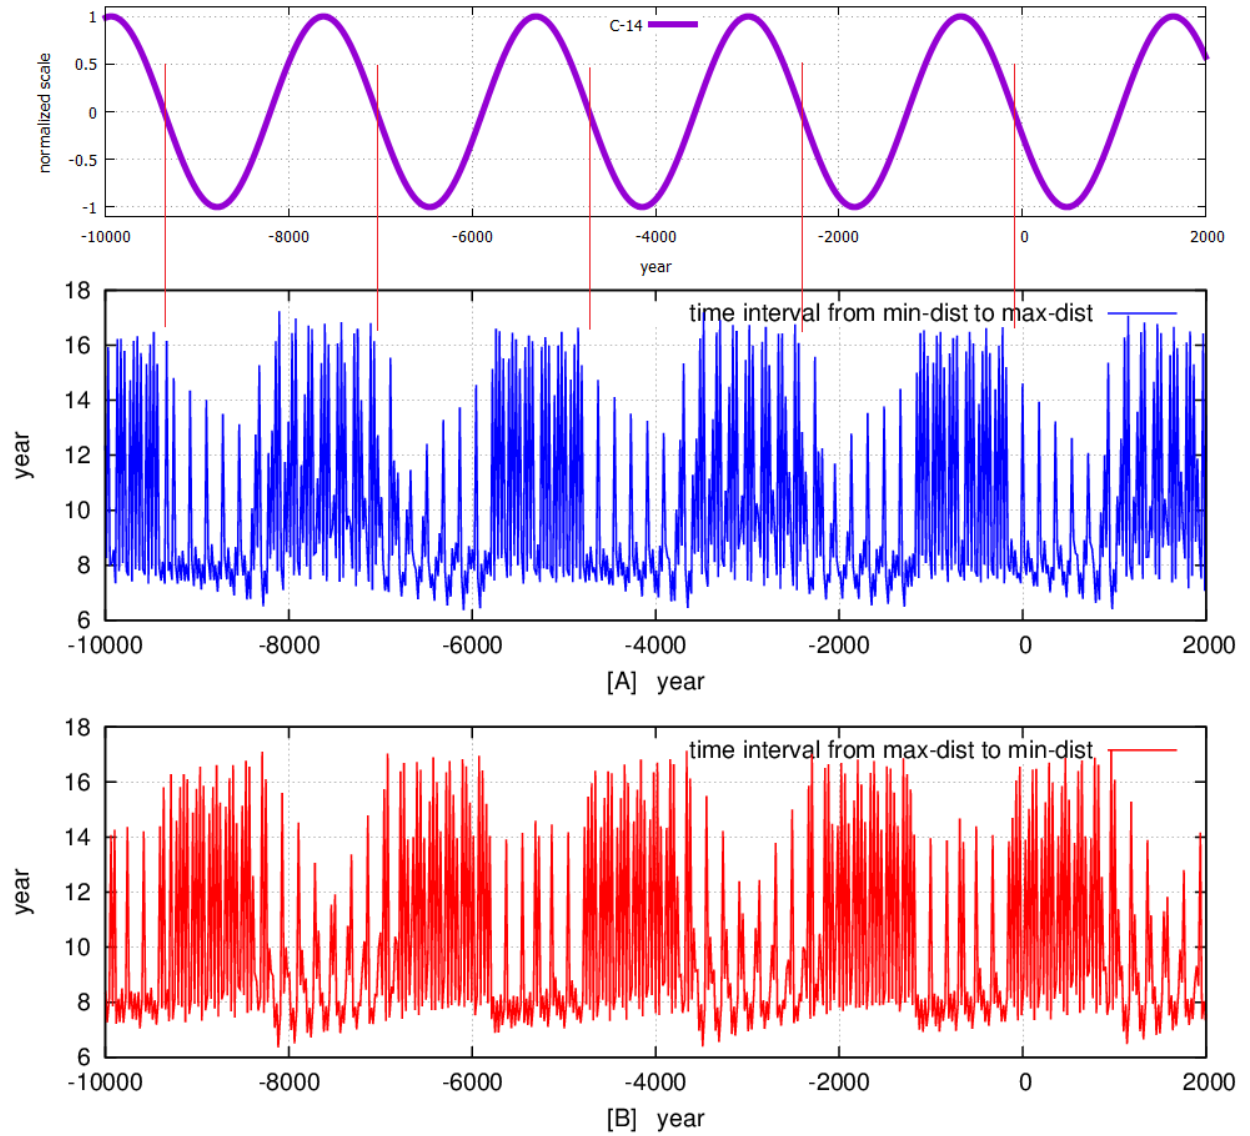 1
0.5
0
-0.5
-1
normalized scale
C-14
-10000 -8000 -6000 -4000 -2000 0 2000
year
18
16
14
12
10
8
6
year
time interval from min-dist to max-dist
-10000 -8000 -6000 -4000 -2000 0 2000
[A] year
18
16
14
12
10
8
6
year
time interval from max-dist to min-dist
-10000 -8000 -6000 -4000 -2000 0 2000
[B] year